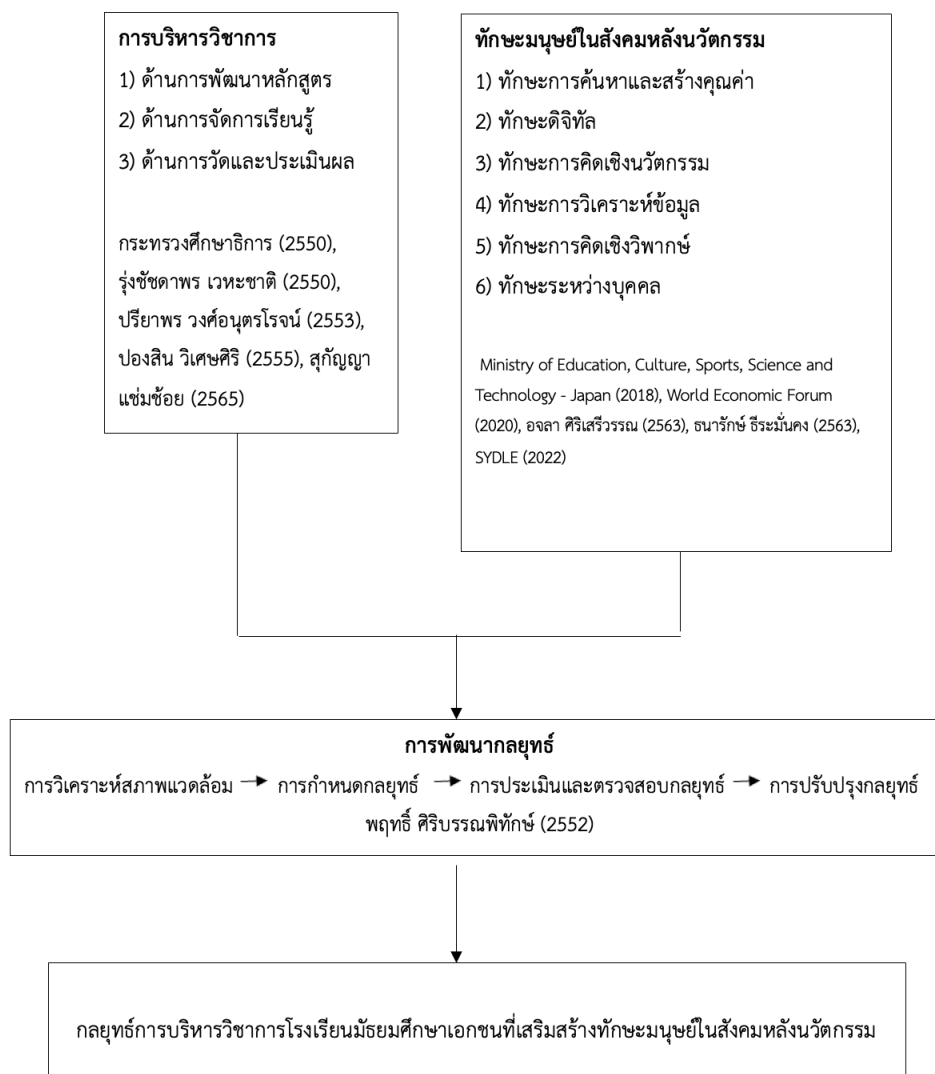 การบริหารวิชาการ
1) ด้านการพัฒนาหลักสูตร
2) ด้านการจัดการเรียนรู้
3) ด้านการวัดและประเมินผล
กระทรวงศึกษาธิการ (2550),
รุ่งชัชดาพร เวหะชาติ (2550),
ปรียาพร วงศ์อนุตรโรจน์ (2553),
ปองสิน วิเศษศิริ (2555), สุกัญญา
แช่มช้อย (2565)
ทักษะมนุษย์ในสังคมหลังนวัตกรรม
1) ทักษะการค้นหาและสร้างคุณค่า
2) ทักษะดิจิทัล
3) ทักษะการคิดเชิงนวัตกรรม
4) ทักษะการวิเคราะห์ข้อมูล
5) ทักษะการคิดเชิงวิพากษ์
6) ทักษะระหว่างบุคคล
Ministry of Education, Culture, Sports, Science and
Technology - Japan (2018), World Economic Forum
(2020), อจลา ศิริเสรีวรรณ (2563), ธนารักษ์ ธีระมั่นคง (2563),
SYDLE (2022)
การพัฒนากลยุทธ์
การวิเคราะห์สภาพแวดล้อม → การกำหนดกลยุทธ์ → การประเมินและตรวจสอบกลยุทธ์ → การปรับปรุงกลยุทธ์
พฤทธิ์ ศิริบรรณพิทักษ์ (2552)
กลยุทธ์การบริหารวิชาการโรงเรียนมัธยมศึกษาเอกชนที่เสริมสร้างทักษะมนุษย์ในสังคมหลังนวัตกรรม